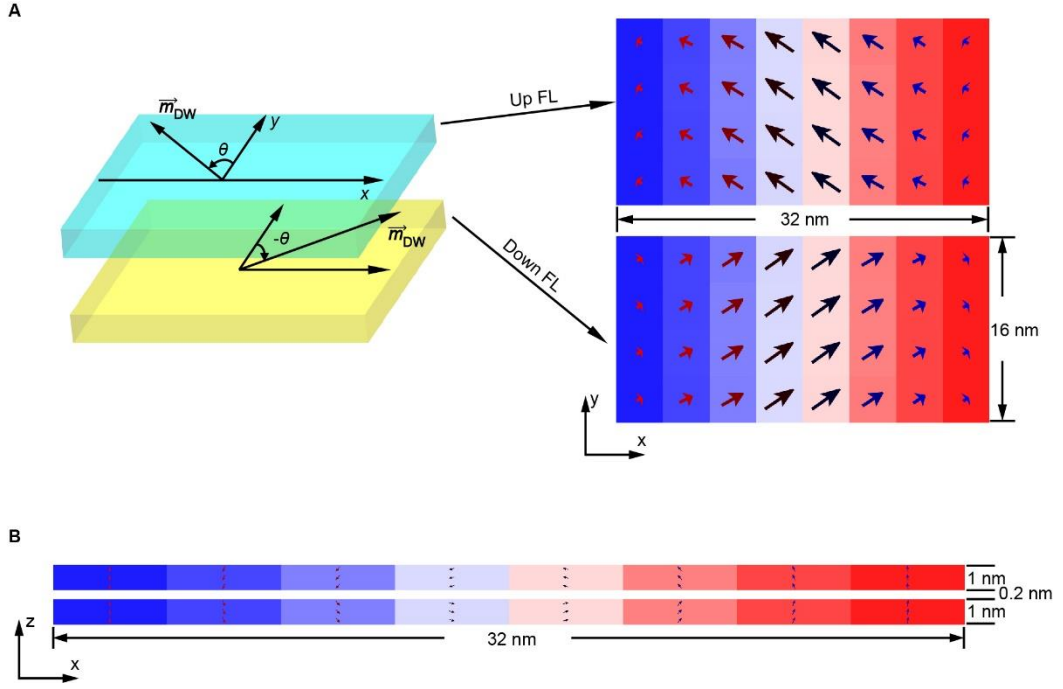 A
m⃗DW
y
θ
x
-θ
m⃗DW
Up FL
Down FL
32 nm
16 nm
y
x
B
1 nm
0.2 nm
1 nm
z
x
32 nm